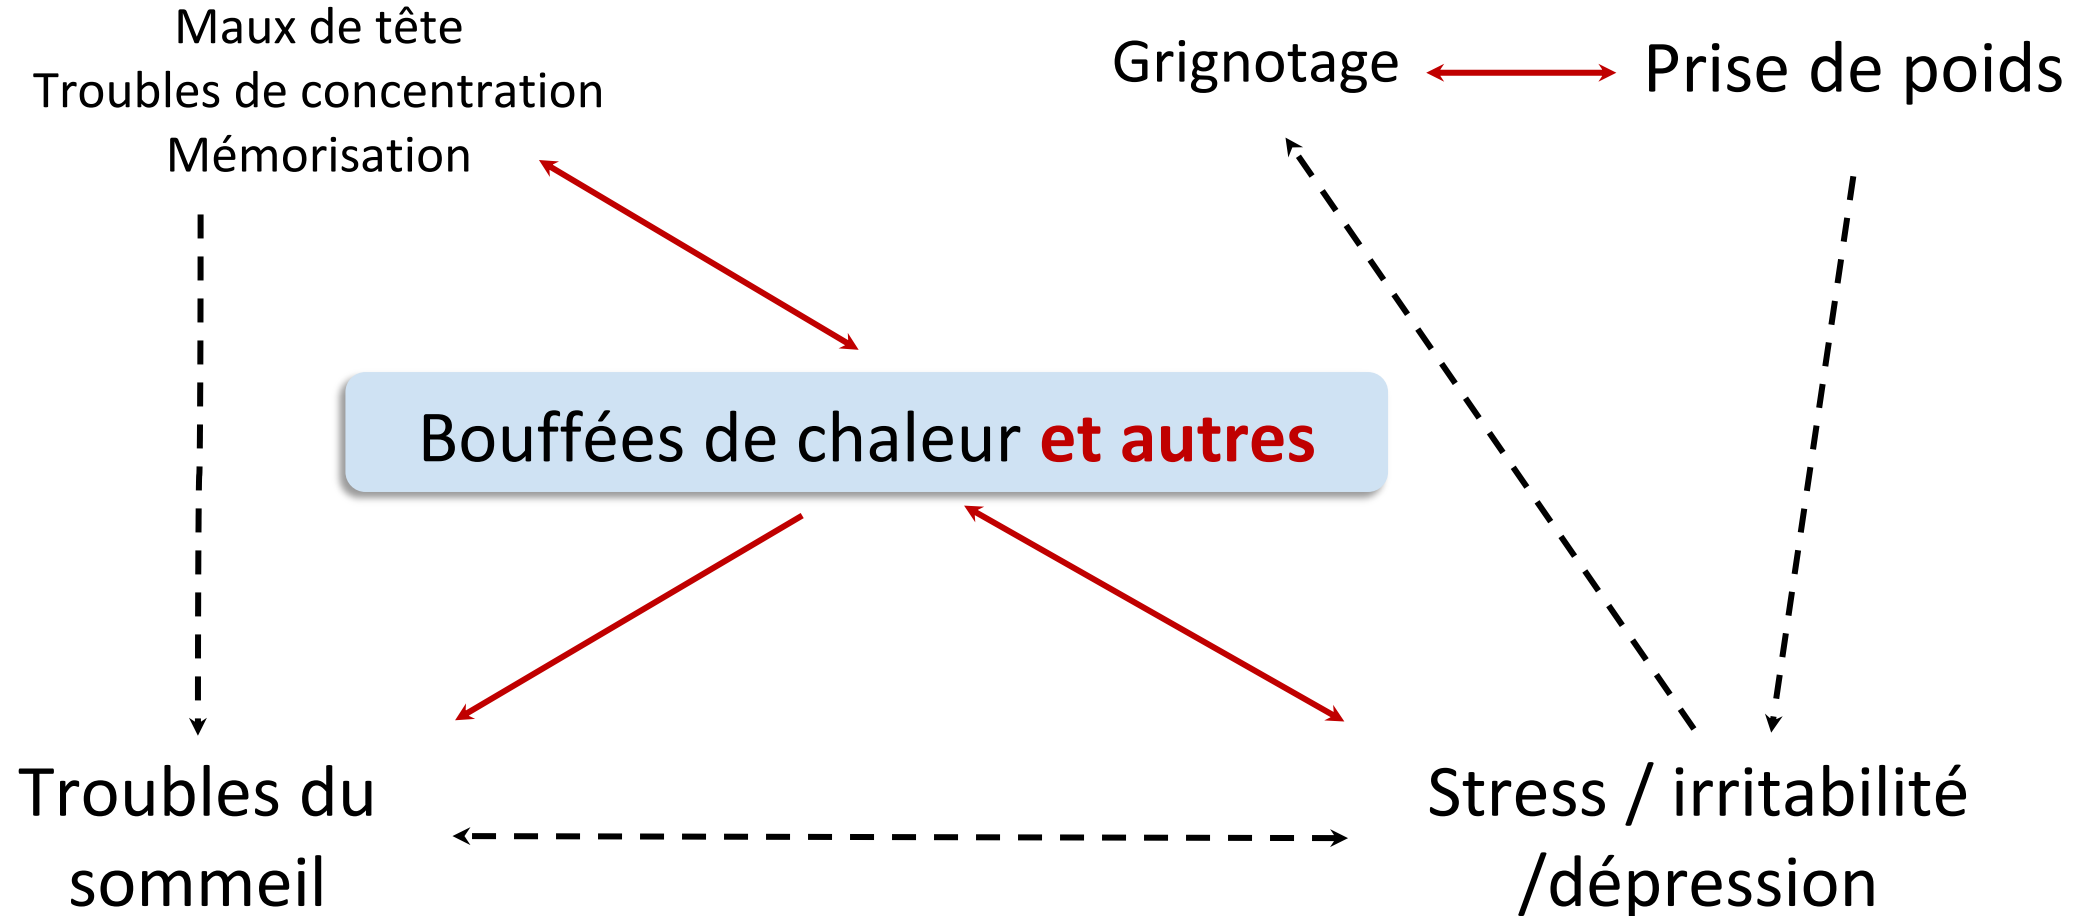 Maux de tête
Troubles de concentration
Mémorisation
Grignotage
Prise de poids
Bouffées de chaleur et autres
Troubles du
sommeil
Stress / irritabilité
/dépression